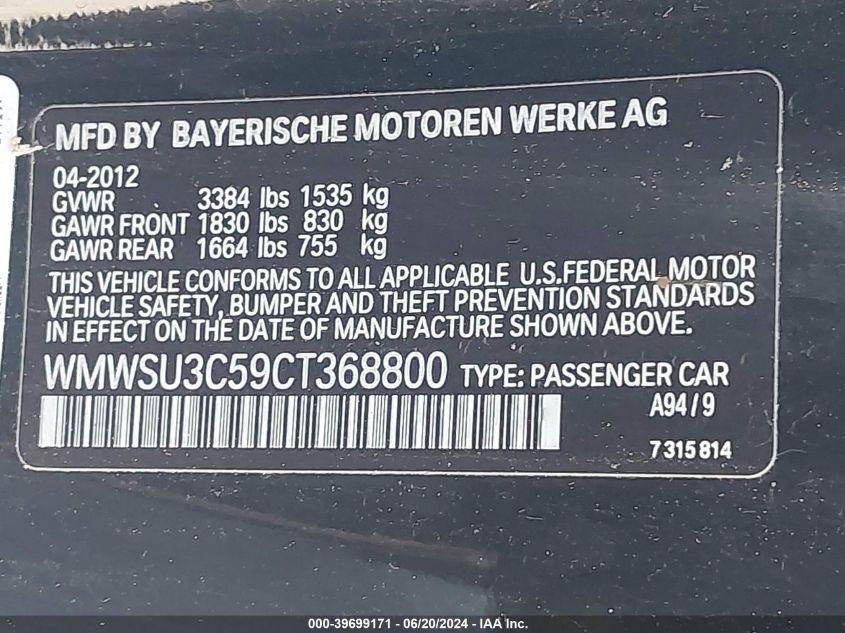 MFD BY BAYERISCHE MOTOREN WERKE AG
04-2012
GVWR 3384 lbs 1535 kg
GAWR FRONT 1830 lbs 830 kg
GAWR REAR 1664 lbs 755 kg
THIS VEHICLE CONFORMS TO ALL APPLICABLE U.S.FEDERAL MOTOR
VEHICLE SAFETY, BUMPER AND THEFT PREVENTION STANDARDS
IN EFFECT ON THE DATE OF MANUFACTURE SHOWN ABOVE.
WMWSU3C59CT368800 TYPE: PASSENGER CAR
A94/9
7315814
000-39699171 - 06/20/2024 - IAA Inc.